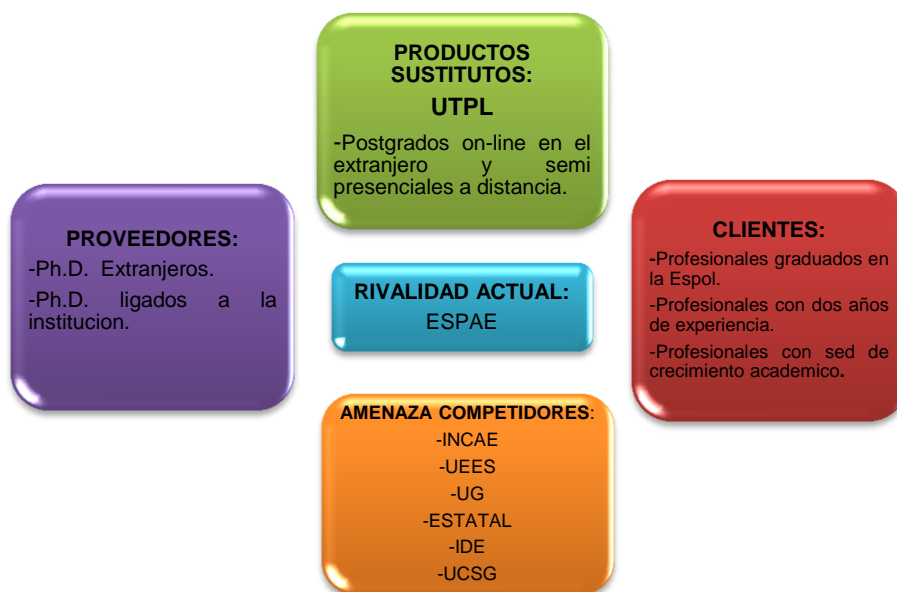 PRODUCTOS
SUSTITUTOS:
UTPL
-Postgrados on-line en el
extranjero y semi
presenciales a distancia.
PROVEEDORES:
-Ph.D. Extranjeros.
-Ph.D. ligados a la
institucion.
RIVALIDAD ACTUAL:
ESPAE
CLIENTES:
-Profesionales graduados en
la Espol.
-Profesionales con dos años
de experiencia.
-Profesionales con sed de
crecimiento academico.
AMENAZA COMPETIDORES:
-INCAE
-UEES
-UG
-ESTATAL
-IDE
-UCSG